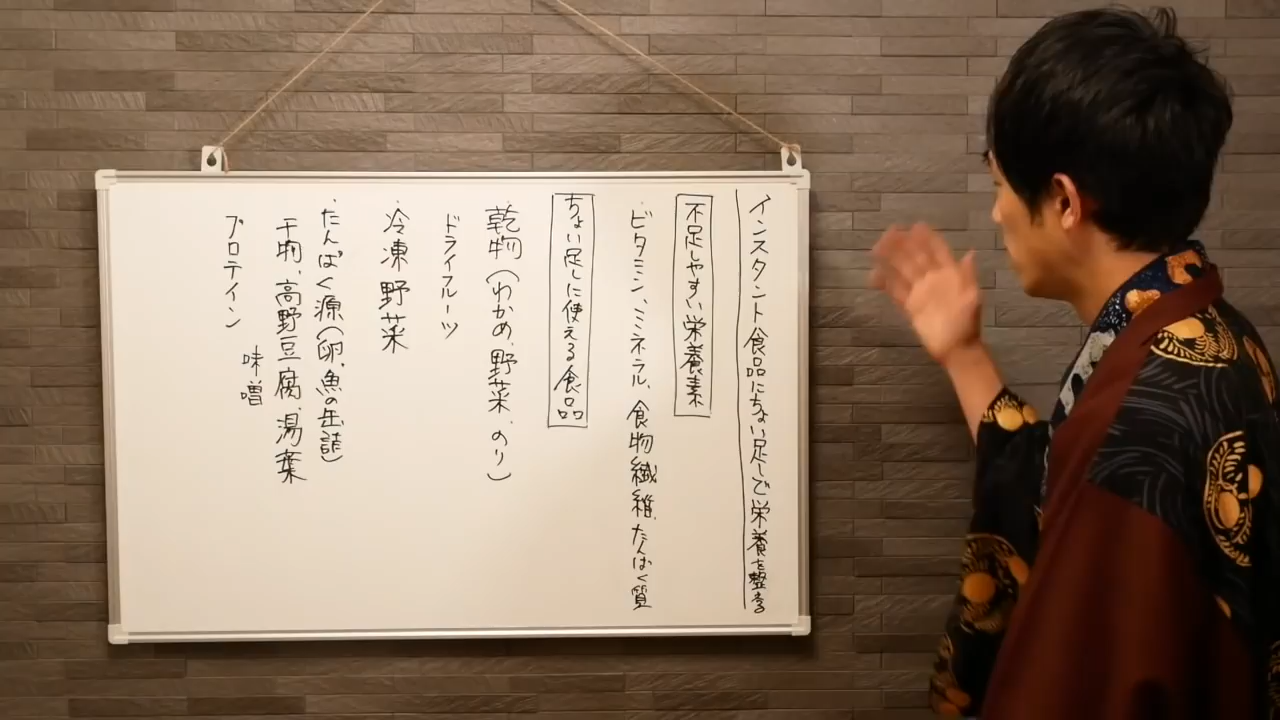 インスタント食品にちょい足しで栄養を整える
不足しやすい栄養素
・ビタミン、ミネラル、食物繊維、たんぱく質
ちょい足しに使える食品
・乾物(わかめ、野菜、のり)
ドライフルーツ
・冷凍野菜
・たんぱく源(卵、魚の缶詰)
干物、高野豆腐、湯葉
味噌
プロテイン